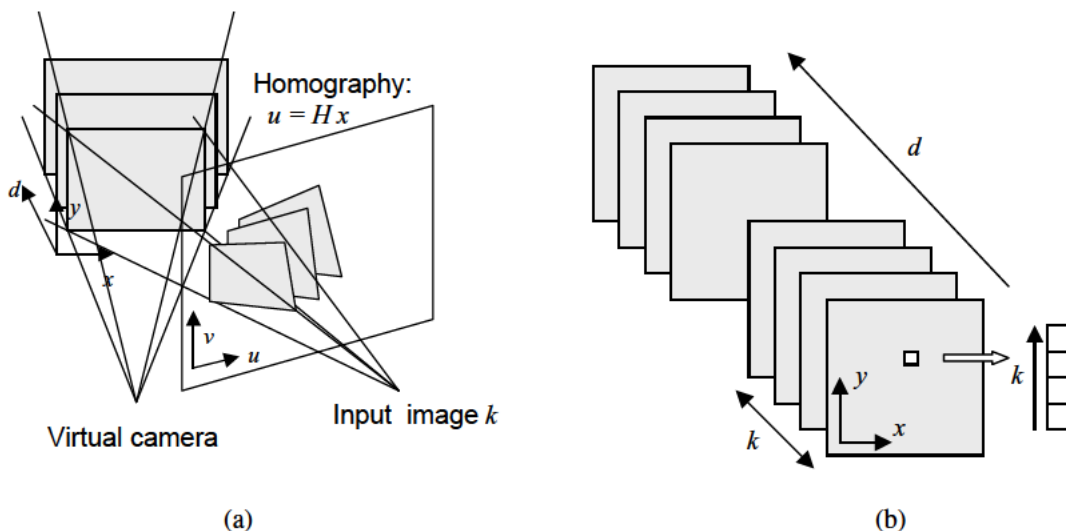 Homography:
u = H x
d
y
x
v
u
Virtual camera
Input image k
(a)
d
k
y
x
k
(b)